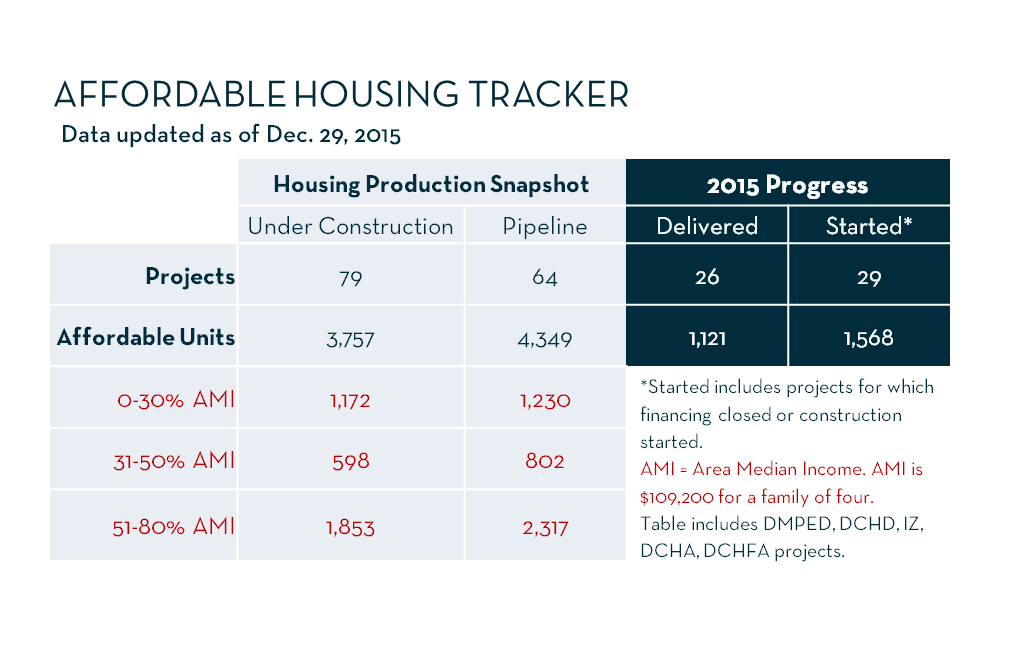 AFFORDABLE HOUSING TRACKER
Data updated as of Dec. 29, 2015
Housing Production Snapshot 2015 Progress
Under Construction Pipeline Delivered Started*
Projects 79 64 26 29
Affordable Units 3,757 4,349 1,121 1,568
0-30% AMI 1,172 1,230
31-50% AMI 598 802
51-80% AMI 1,853 2,317
*Started includes projects for which
financing closed or construction
started.
AMI = Area Median Income. AMI is
$109,200 for a family of four.
Table includes DMPED, DCHD, IZ,
DCHA, DCHFA projects.